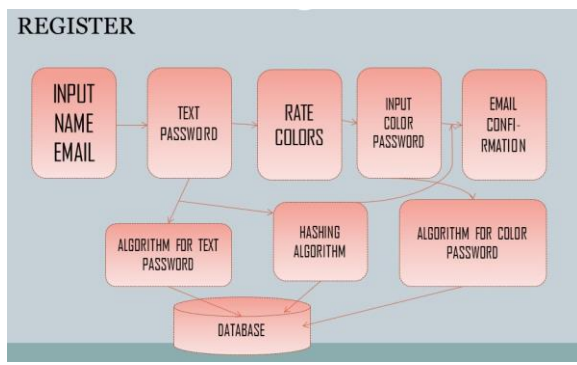 REGISTER
INPUT
NAME
EMAIL
TEXT
PASSWORD
RATE
COLORS
INPUT
COLOR
PASSWORD
EMAIL
CONFI-
RMATION
ALGORITHM FOR TEXT
PASSWORD
HASHING
ALGORITHM
ALGORITHM FOR COLOR
PASSWORD
DATABASE